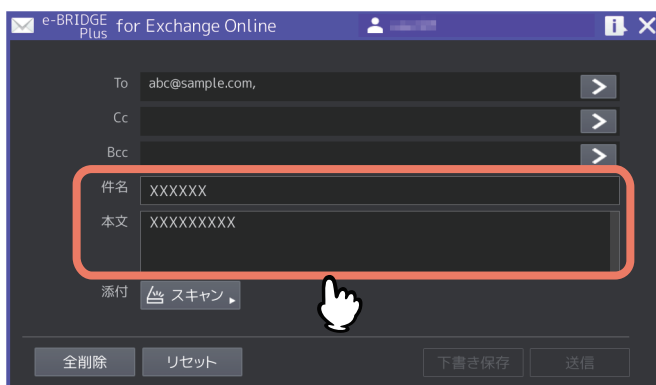 e-BRIDGE Plus for Exchange Online
To abc@sample.com,
Cc
Bcc
件名 XXXXXX
本文 XXXXXXXXX
添付 スキャン
全削除 リセット 下書き保存 送信